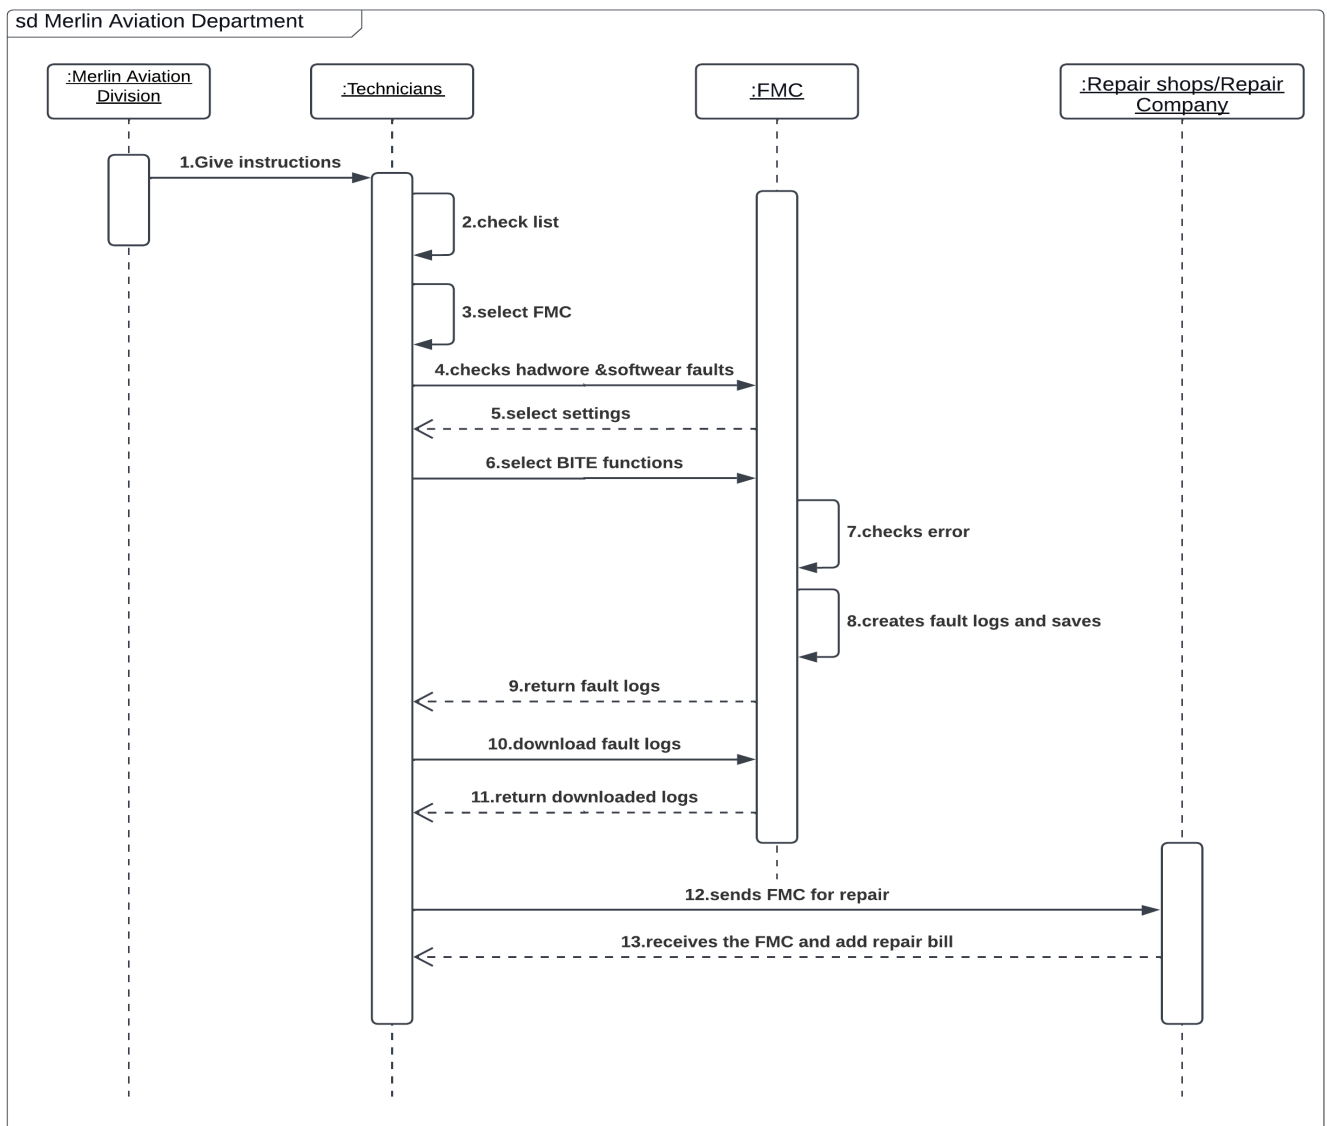 sd Merlin Aviation Department
:Merlin Aviation
Division
:Technicians
:FMC
:Repair shops/Repair
Company
1.Give instructions
2.check list
3.select FMC
4.checks hadwore &softwear faults
5.select settings
6.select BITE functions
7.checks error
8.creates fault logs and saves
9.return fault logs
10.download fault logs
11.return downloaded logs
12.sends FMC for repair
13.receives the FMC and add repair bill